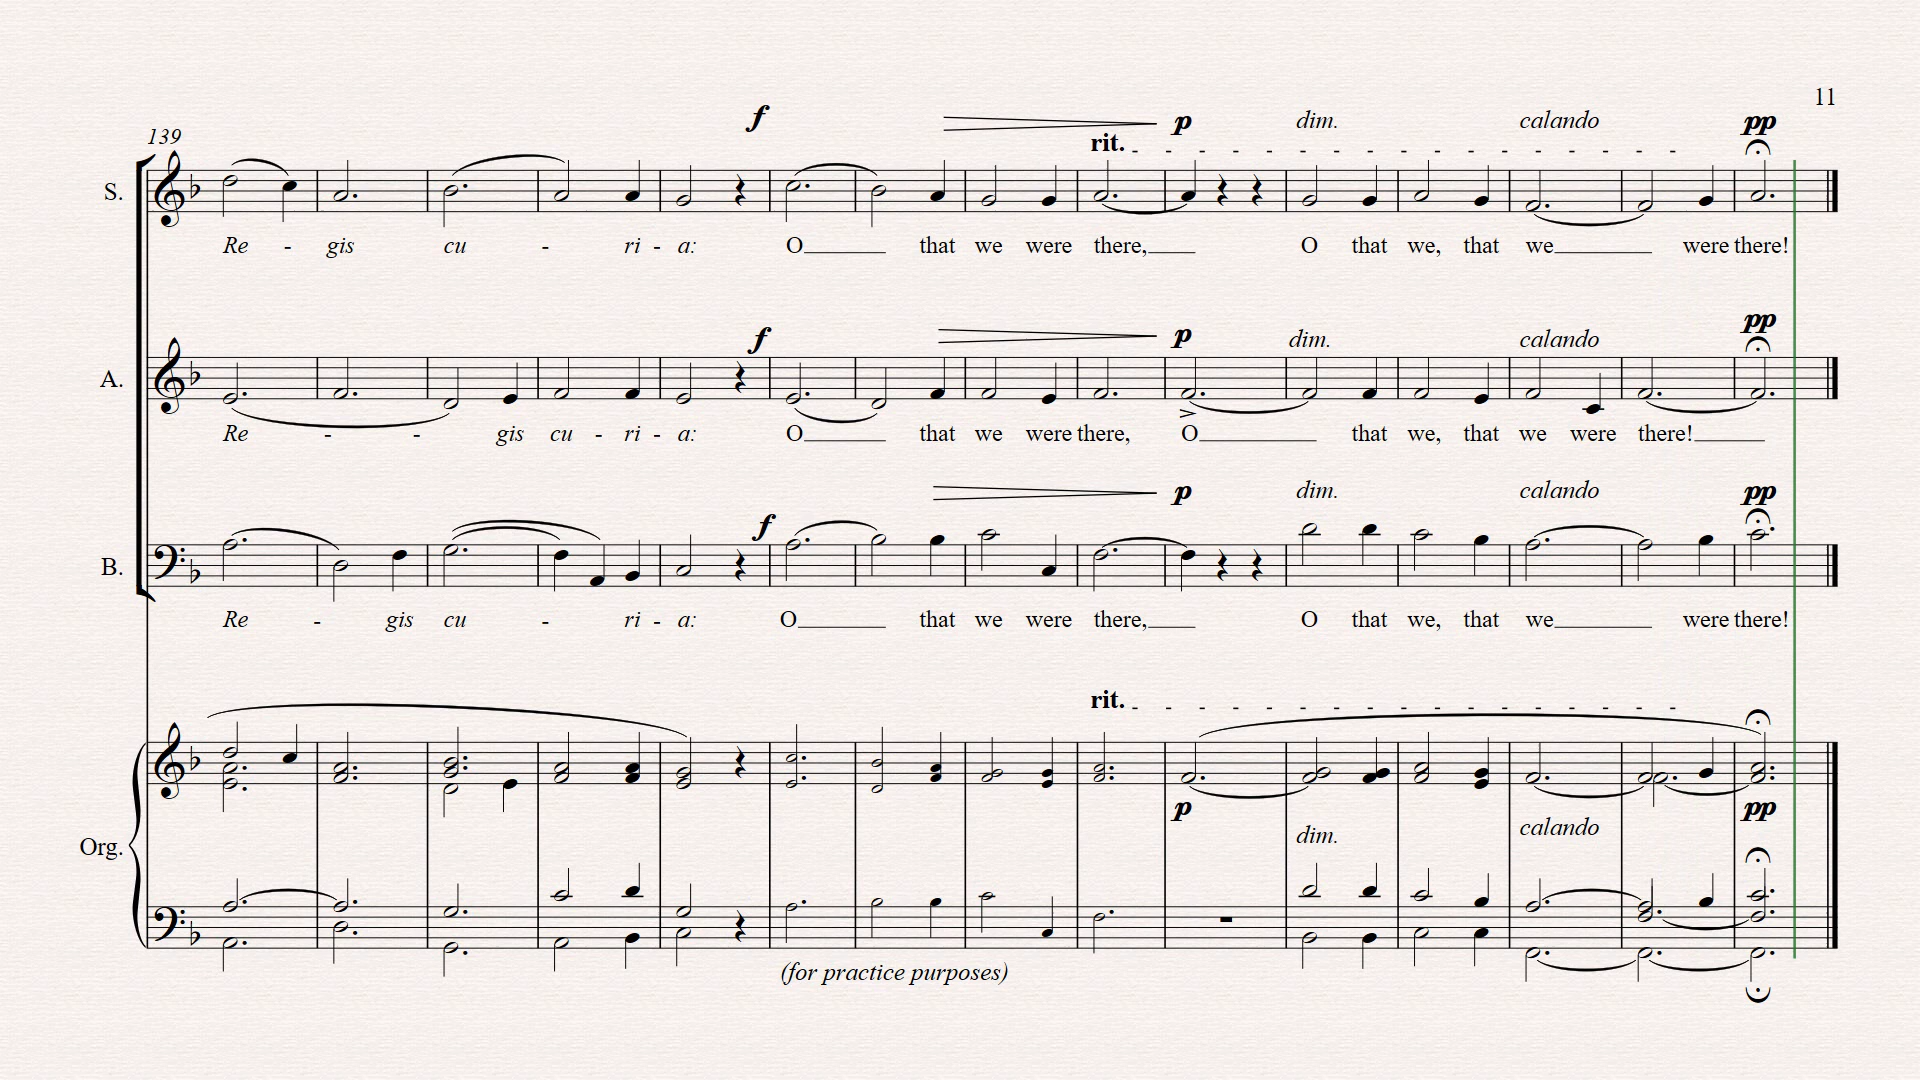 11
139
f p dim. calando pp
rit.
S.
Re - gis cu - ri - a: O that we were there, O that we, that we were there!
f p dim. calando pp
A.
Re - - gis cu - ri - a: O that we were there, O that we, that we were there!
f p dim. calando pp
B.
Re - gis cu - ri - a: O that we were there, O that we, that we were there!
rit.
p dim. calando pp
Org.
(for practice purposes)